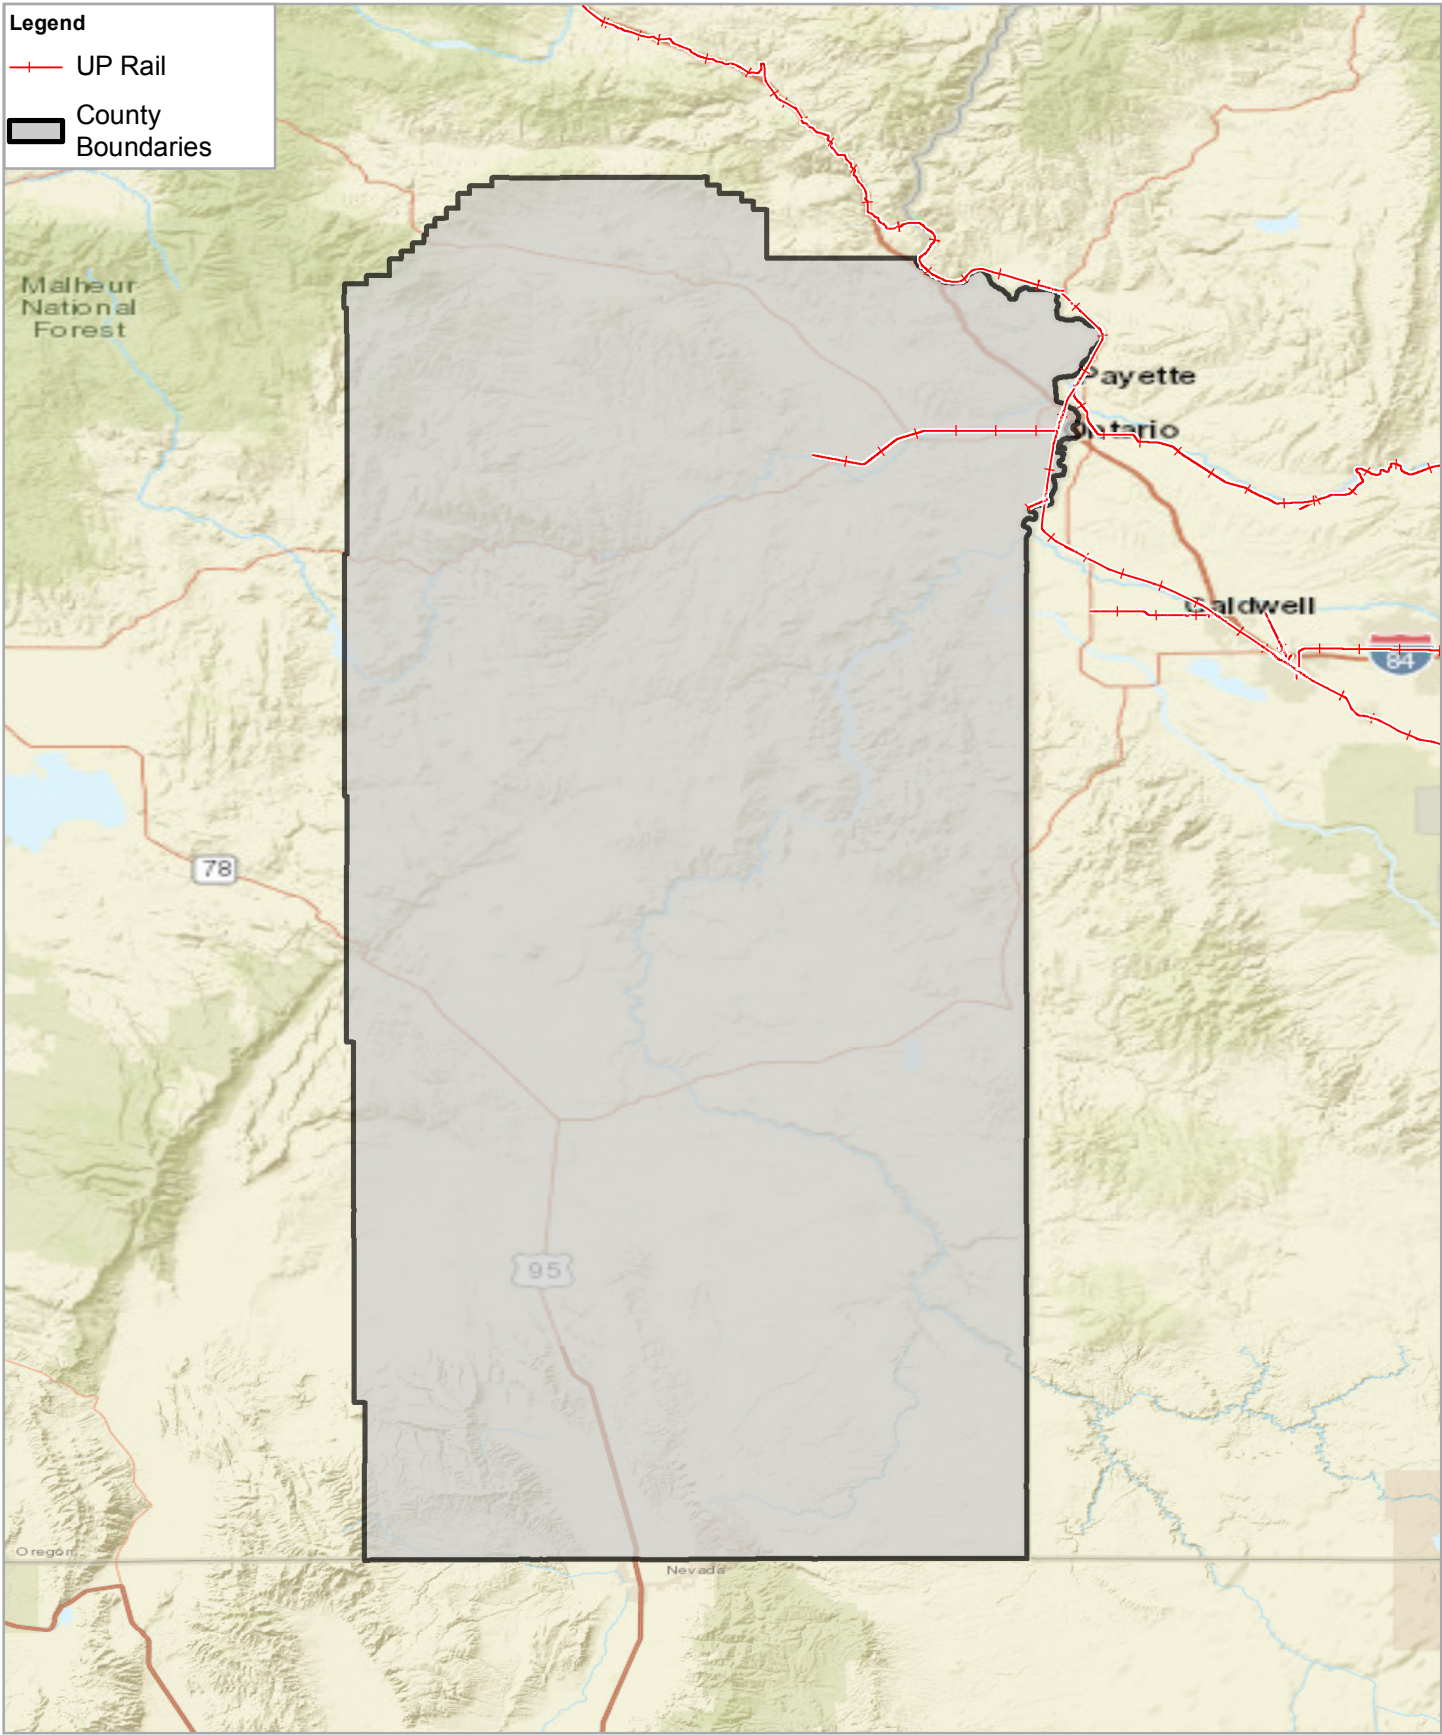 Legend
UP Rail
County
Boundaries
Malheur
National
Forest
Payette
Ontario
Caldwell
84
78
95
Oregon
Nevada